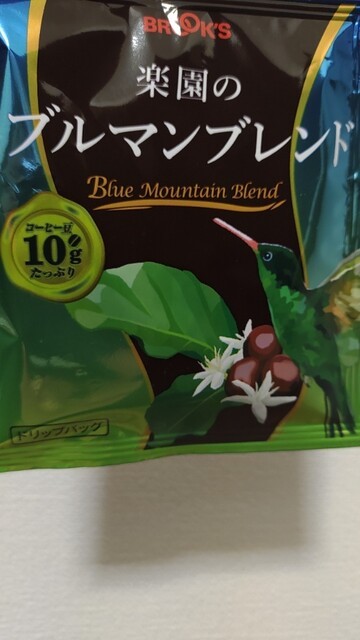 BROOK'S
楽園の
ブルマンブレンド
Blue Mountain Blend
コーヒー豆
10g
たっぷり
ドリップバッグ